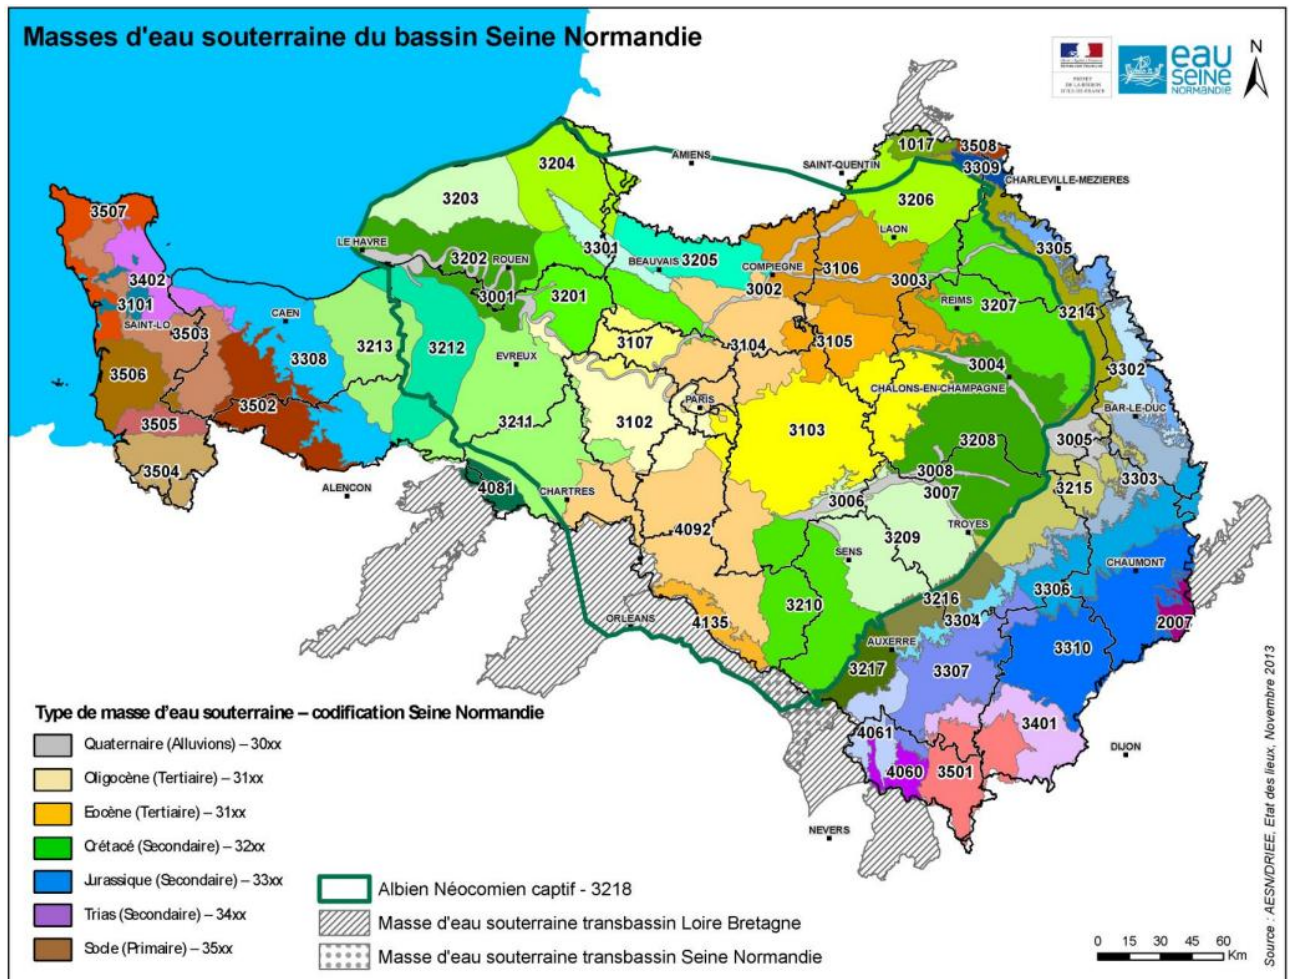 Masses d'eau souterraine du bassin Seine Normandie
eau
SEINE
NORMANDIE
N
AMIENS
SAINT-QUENTIN
1017
3508
3309
CHARLEVILLE-MEZIERES
3204
3203
3206
LAON
3507
LE HAVRE
3202
ROUEN
3301
BEAUVAIS
3205
COMPIEGNE
3106
3305
3402
3002
3003
3001
3201
REIMS
3207
3101
SAINT-LO
CAEN
3214
3503
3308
3213
3212
3107
3104
3105
EVREUX
3004
3506
CHALONS-EN-CHAMPAGNE
3302
PARIS
BAR-LE-DUC
3502
3505
3211
3102
3103
3208
3005
3504
3008
3303
ALENCON
4081
CHARTRES
3006
3007
3215
4092
TROYES
SENS
3209
CHAUMONT
3210
3216
3306
3304
2007
ORLEANS
4135
AUXERRE
3310
3217
3307
4061
3401
DIJON
4060
3501
NEVERS
Type de masse d'eau souterraine – codification Seine Normandie
Quaternaire (Alluvions) – 30xx
Oligocène (Tertiaire) – 31xx
Eocène (Tertiaire) – 31xx
Crétacé (Secondaire) – 32xx
Jurassique (Secondaire) – 33xx
Trias (Secondaire) – 34xx
Socle (Primaire) – 35xx
Albien Néocomien captif - 3218
Masse d'eau souterraine transbassin Loire Bretagne
Masse d'eau souterraine transbassin Seine Normandie
0 15 30 45 60
Km
Source : AESN/DRIEE, Etat des lieux, Novembre 2013